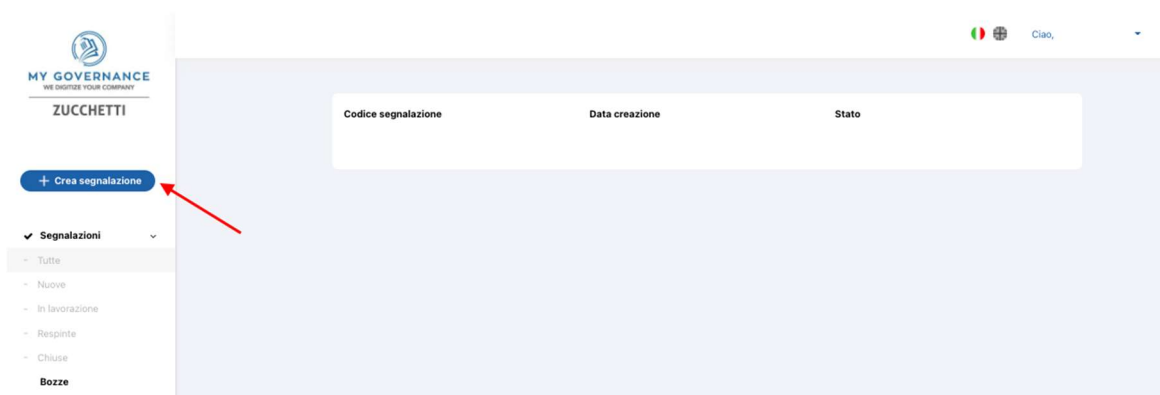 MY GOVERNANCE
WE DIGITIZE YOUR COMPANY
ZUCCHETTI
Ciao,
Codice segnalazione Data creazione Stato
+ Crea segnalazione
Segnalazioni
- Tutte
- Nuove
- In lavorazione
- Respinte
- Chiuse
Bozze